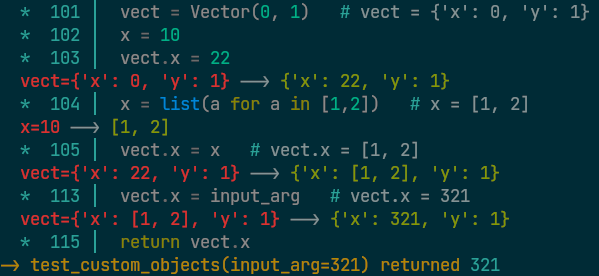 *  101 |  vect = Vector(0, 1)   # vect = {'x': 0, 'y': 1}
*  102 |  x = 10
*  103 |  vect.x = 22
vect={'x': 0, 'y': 1} ⟶ {'x': 22, 'y': 1}
*  104 |  x = list(a for a in [1,2])   # x = [1, 2]
x=10 ⟶ [1, 2]
*  105 |  vect.x = x   # vect.x = [1, 2]
vect={'x': 22, 'y': 1} ⟶ {'x': [1, 2], 'y': 1}
*  113 |  vect.x = input_arg   # vect.x = 321
vect={'x': [1, 2], 'y': 1} ⟶ {'x': 321, 'y': 1}
*  115 |  return vect.x
→ test_custom_objects(input_arg=321) returned 321